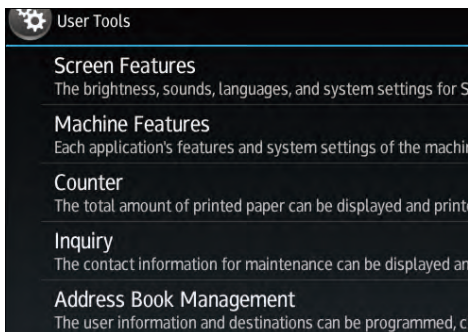 User Tools
Screen Features
The brightness, sounds, languages, and system settings for S
Machine Features
Each application's features and system settings of the machin
Counter
The total amount of printed paper can be displayed and printe
Inquiry
The contact information for maintenance can be displayed an
Address Book Management
The user information and destinations can be programmed, c